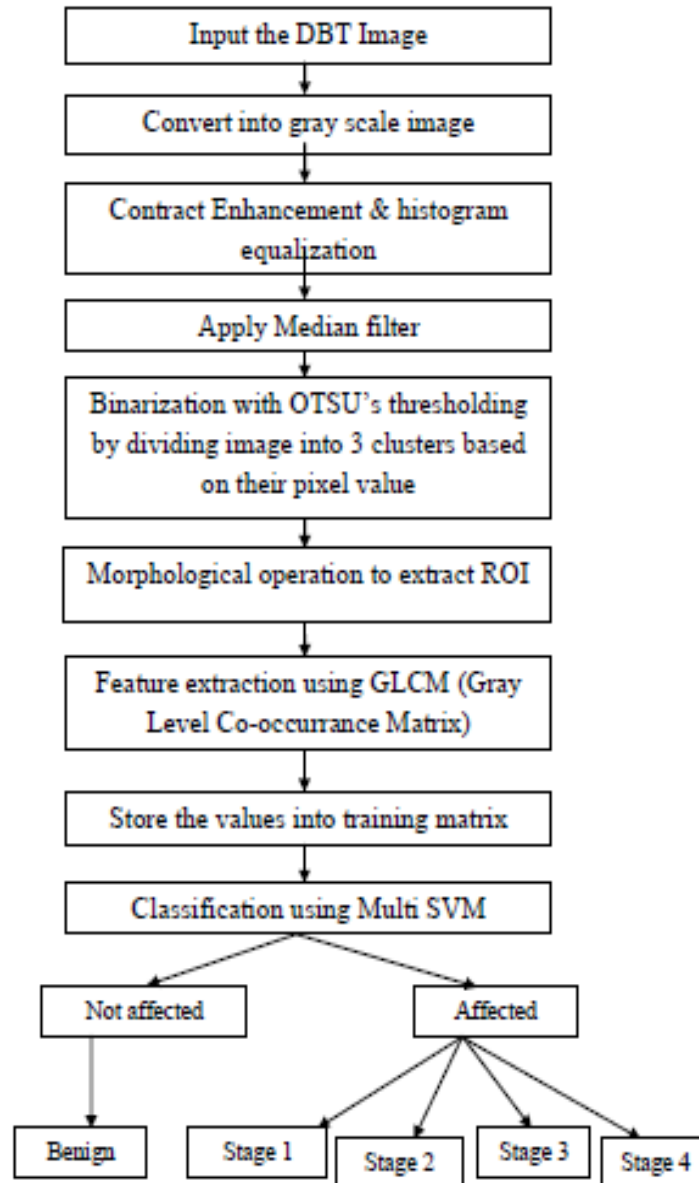 Input the DBT Image
Convert into gray scale image
Contract Enhancement & histogram
equalization
Apply Median filter
Binarization with OTSU's thresholding
by dividing image into 3 clusters based
on their pixel value
Morphological operation to extract ROI
Feature extraction using GLCM (Gray
Level Co-occurrance Matrix)
Store the values into training matrix
Classification using Multi SVM
Not affected
Affected
Benign
Stage 1
Stage 2
Stage 3
Stage 4